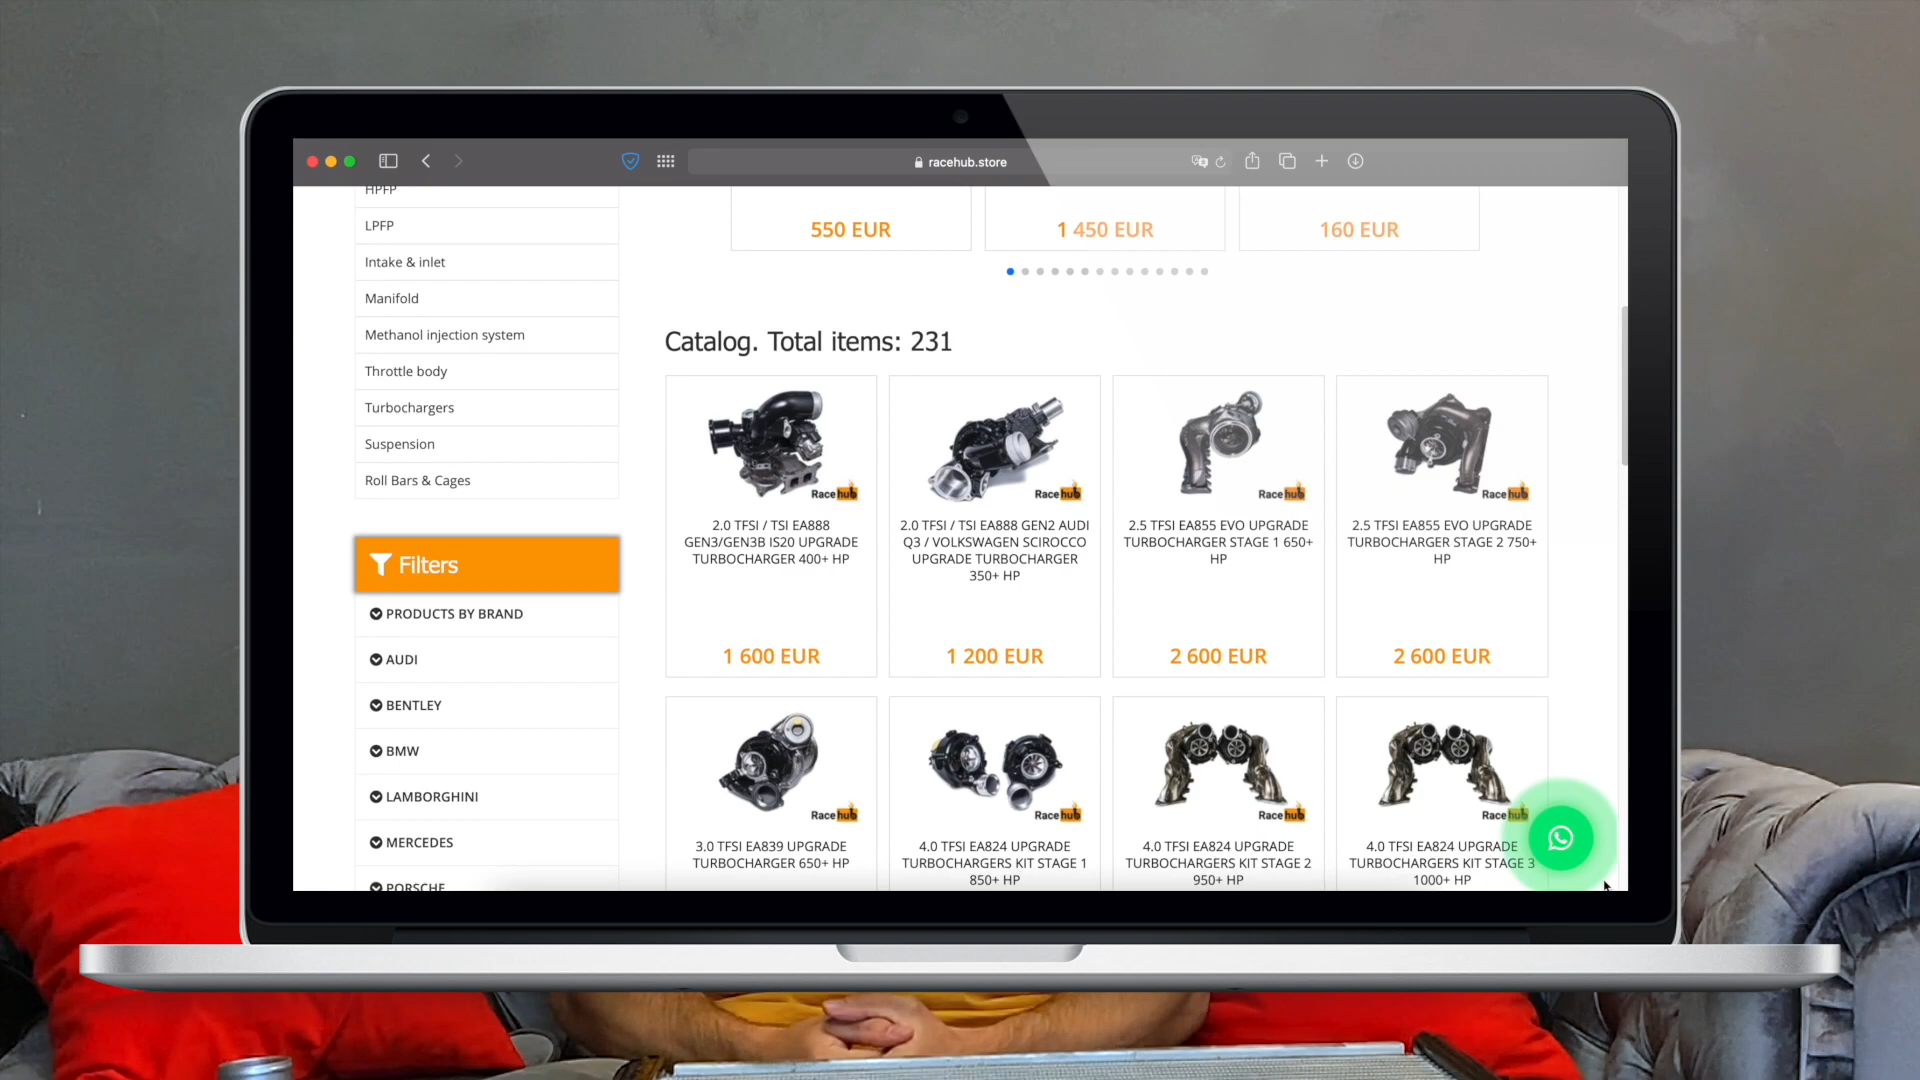 racehub.store
HPFP
LPFP
Intake & inlet
Manifold
Methanol injection system
Throttle body
Turbochargers
Suspension
Roll Bars & Cages
Filters
PRODUCTS BY BRAND
AUDI
BENTLEY
BMW
LAMBORGHINI
MERCEDES
PORSCHE
550 EUR
1 450 EUR
160 EUR
Catalog. Total items: 231
Race hub
2.0 TFSI / TSI EA888
GEN3/GEN3B IS20 UPGRADE
TURBOCHARGER 400+ HP
1 600 EUR
Race hub
2.0 TFSI / TSI EA888 GEN2 AUDI
Q3 / VOLKSWAGEN SCIROCCO
UPGRADE TURBOCHARGER
350+ HP
1 200 EUR
Race hub
2.5 TFSI EA855 EVO UPGRADE
TURBOCHARGER STAGE 1 650+
HP
2 600 EUR
Race hub
2.5 TFSI EA855 EVO UPGRADE
TURBOCHARGER STAGE 2 750+
HP
2 600 EUR
Race hub
3.0 TFSI EA839 UPGRADE
TURBOCHARGER 650+ HP
Race hub
4.0 TFSI EA824 UPGRADE
TURBOCHARGERS KIT STAGE 1
850+ HP
Race hub
4.0 TFSI EA824 UPGRADE
TURBOCHARGERS KIT STAGE 2
950+ HP
Race hub
4.0 TFSI EA824 UPGRADE
TURBOCHARGERS KIT STAGE 3
1000+ HP